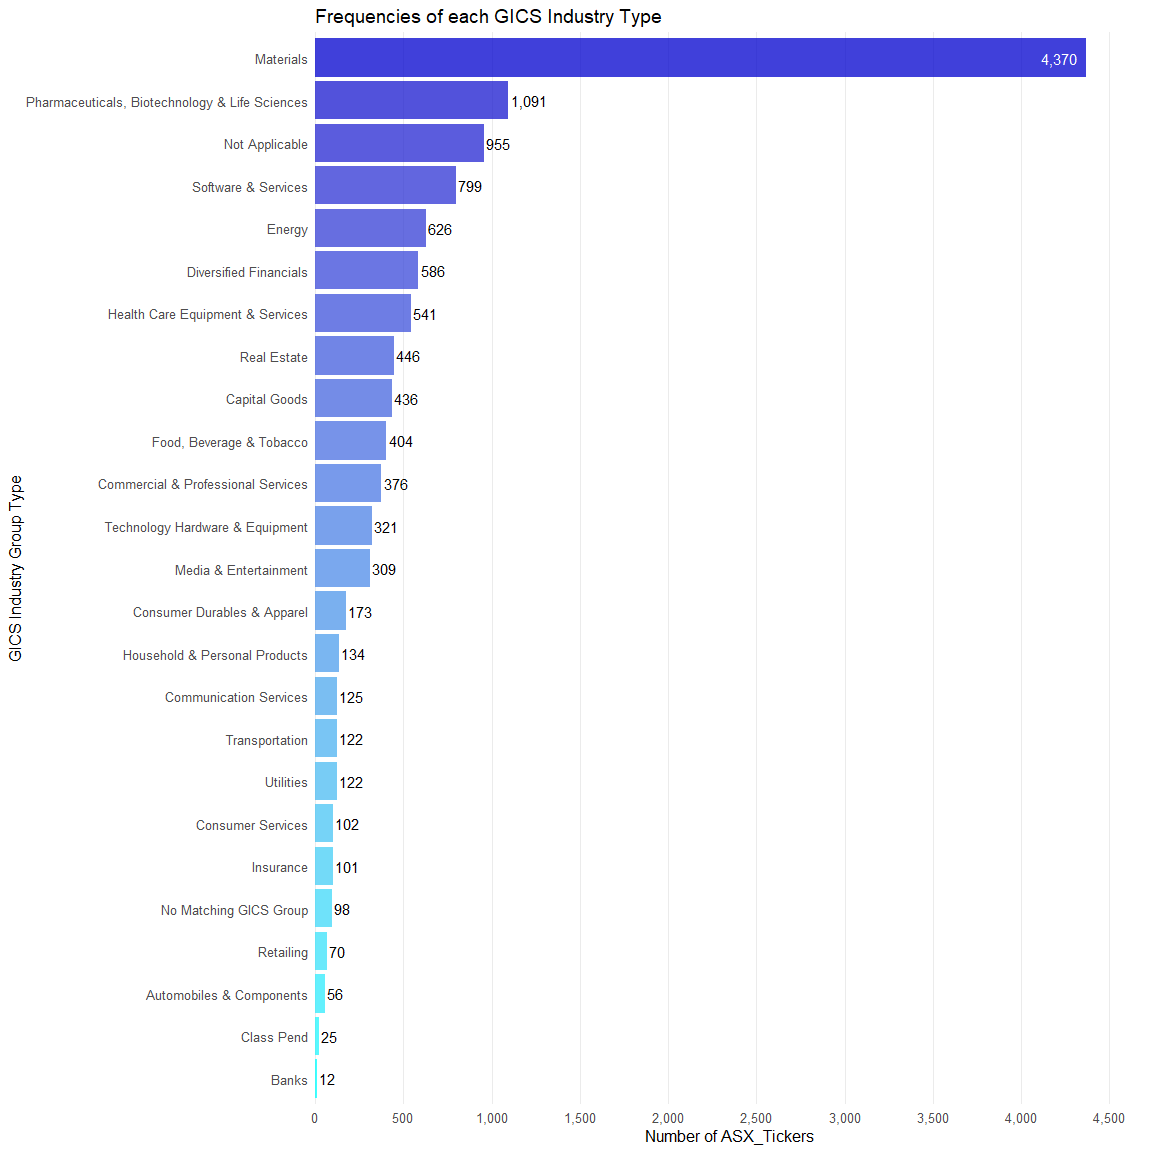 Frequencies of each GICS Industry Type
GICS Industry Group Type
Materials 4,370
Pharmaceuticals, Biotechnology & Life Sciences 1,091
Not Applicable 955
Software & Services 799
Energy 626
Diversified Financials 586
Health Care Equipment & Services 541
Real Estate 446
Capital Goods 436
Food, Beverage & Tobacco 404
Commercial & Professional Services 376
Technology Hardware & Equipment 321
Media & Entertainment 309
Consumer Durables & Apparel 173
Household & Personal Products 134
Communication Services 125
Transportation 122
Utilities 122
Consumer Services 102
Insurance 101
No Matching GICS Group 98
Retailing 70
Automobiles & Components 56
Class Pend 25
Banks 12
0 500 1,000 1,500 2,000 2,500 3,000 3,500 4,000 4,500
Number of ASX_Tickers